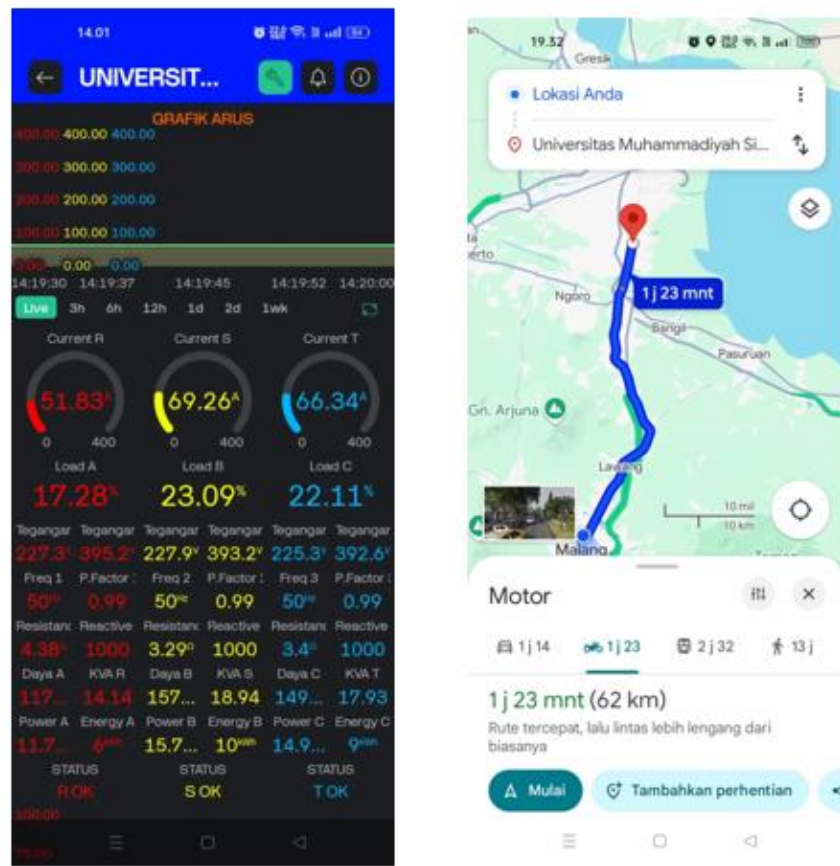 14.01
UNIVERSIT...
GRAFIK ARUS
400.00 400.00 400.00
300.00 300.00 300.00
200.00 200.00 200.00
100.00 100.00 100.00
0.00 0.00 0.00
14:19:30 14:19:37 14:19:45 14:19:52 14:20:00
Live 3h 6h 12h 1d 2d 1wk
Current R Current S Current T
51.83A 69.26A 66.34A
0 400 0 400 0 400
Load A Load B Load C
17.28% 23.09% 22.11%
Tegangar Tegangar Tegangar Tegangar Tegangar Tegangar
227.3V 395.2V 227.9V 393.2V 225.3V 392.6V
Freq 1 P.Factor Freq 2 P.Factor Freq 3 P.Factor
50Hz 0.99 50Hz 0.99 50Hz 0.99
Resistanc Reactive Resistanc Reactive Resistanc Reactive
4.38Ω 1000 3.29Ω 1000 3.4Ω 1000
Daya A KVA R Daya B KVA S Daya C KVA T
117... 14.14 157... 18.94 149... 17.93
Power A Energy A Power B Energy B Power C Energy C
11.7... 6kWh 15.7... 10kWh 14.9... 9kWh
STATUS STATUS STATUS
R OK S OK T OK
100.00
19.32
Gresik
Lokasi Anda
Universitas Muhammadiyah Si...
1 j 23 mnt
Ngoro
Bangil
Pasuruan
Gn. Arjuna
Lawang
10 mil
10 km
Malang
Motor
1 j 14 1 j 23 2 j 32 13 j
1 j 23 mnt (62 km)
Rute tercepat, lalu lintas lebih lengang dari
biasanya
Mulai Tambahkan perhentian